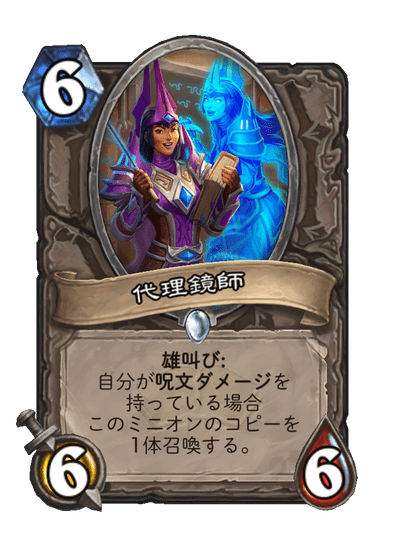 6
代理鏡師
雄叫び:
自分が呪文ダメージを
持っている場合
このミニオンのコピーを
1体召喚する。
6
6